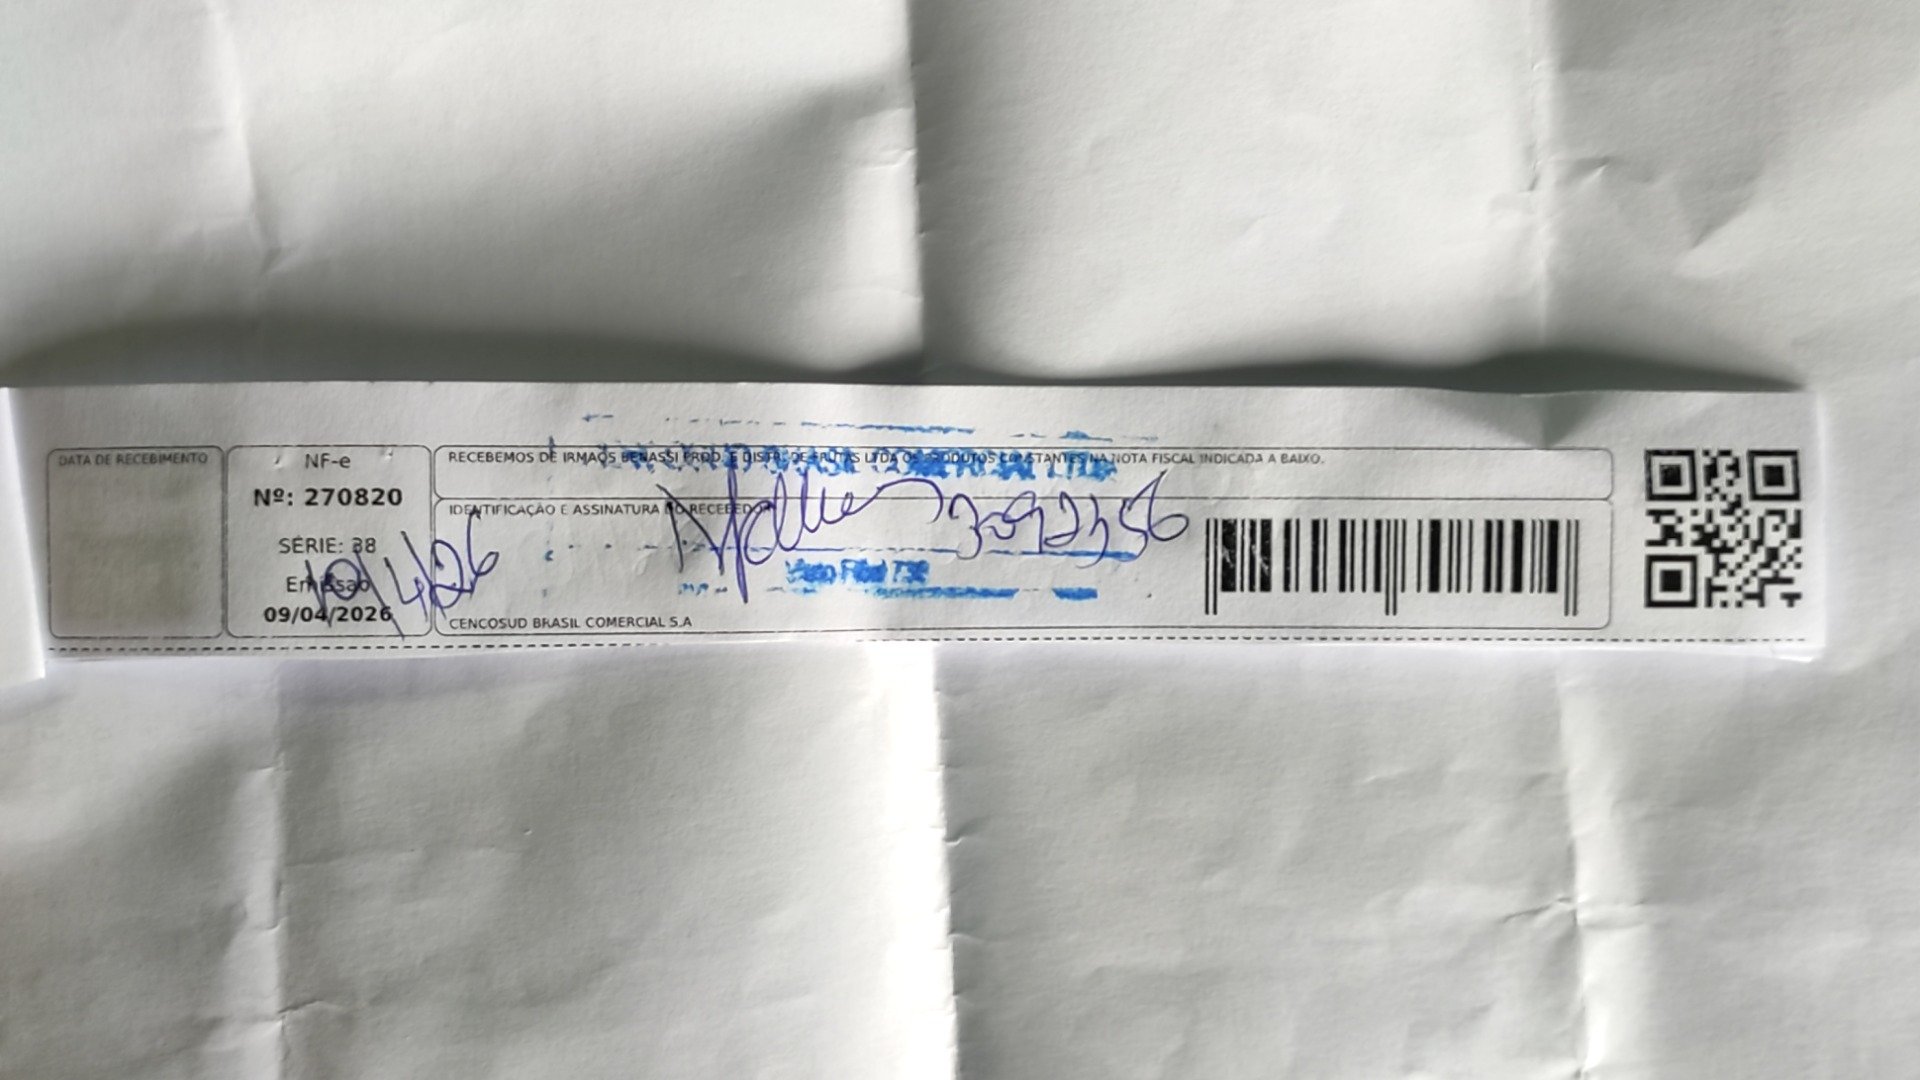 DATA DE RECEBIMENTO
NF-e
Nº: 270820
SÉRIE: 38
Emissão
09/04/2026
10/4/26
RECEBEMOS DE IRMAOS BENASSI PROD. E DISTR. DE FRUTAS LTDA OS PRODUTOS CONSTANTES NA NOTA FISCAL INDICADA A BAIXO.
IDENTIFICAÇÃO E ASSINATURA DO RECEBEDOR
3092356
CENCOSUD BRASIL COMERCIAL S.A